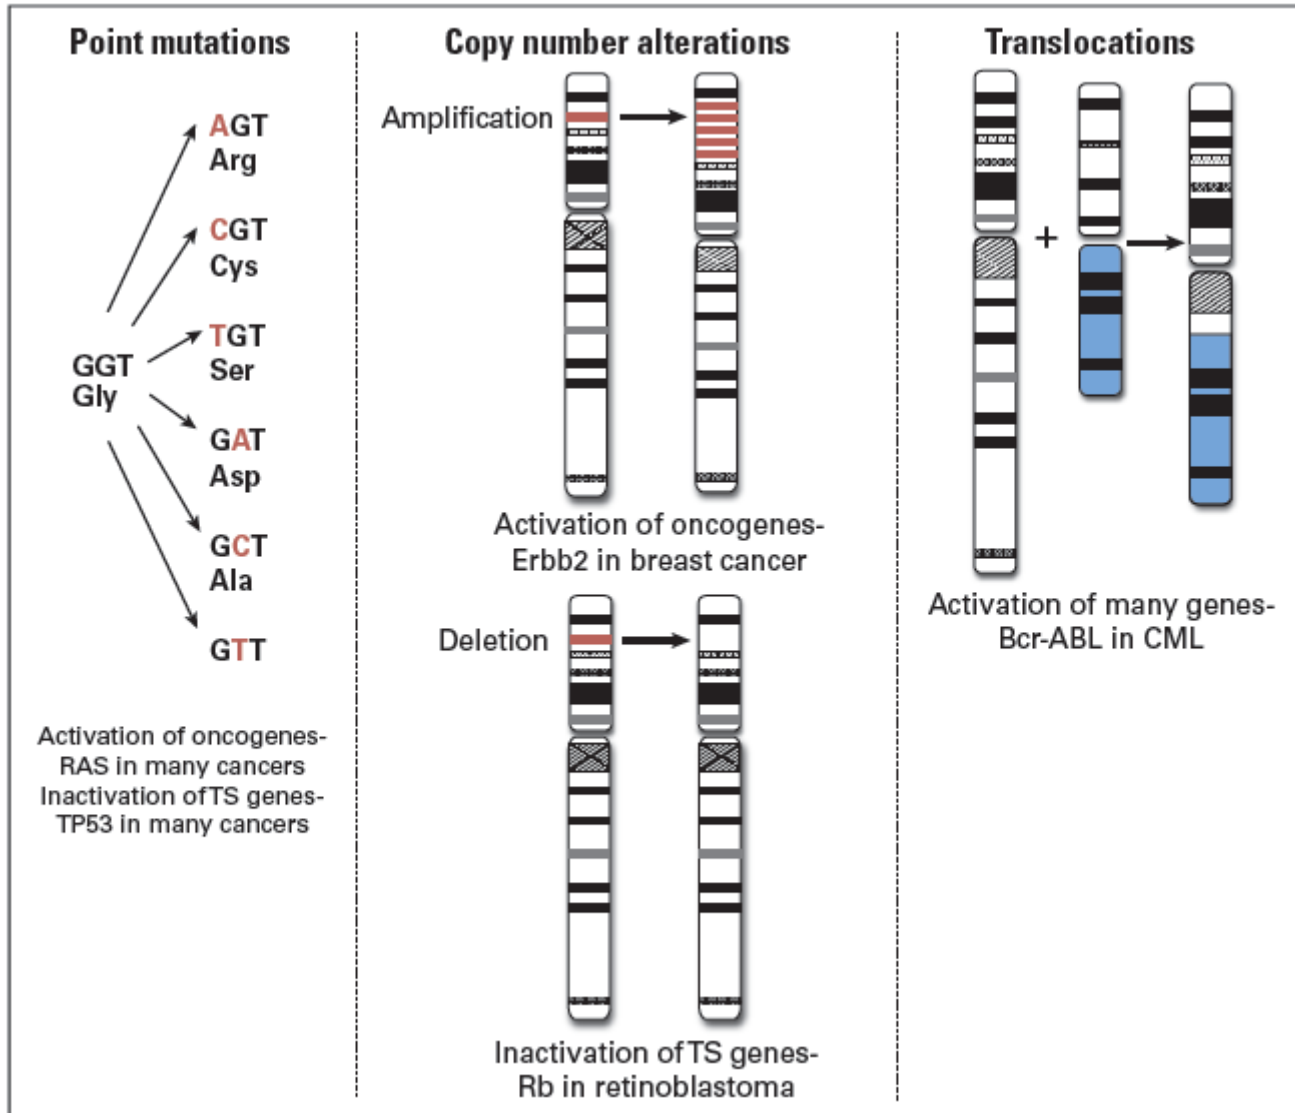 Point mutations
GGT
Gly
AGT
Arg
CGT
Cys
TGT
Ser
GAT
Asp
GCT
Ala
GTT
Activation of oncogenes-
RAS in many cancers
Inactivation of TS genes-
TP53 in many cancers
Copy number alterations
Amplification
Activation of oncogenes-
Erbb2 in breast cancer
Deletion
Inactivation of TS genes-
Rb in retinoblastoma
Translocations
+
Activation of many genes-
Bcr-ABL in CML